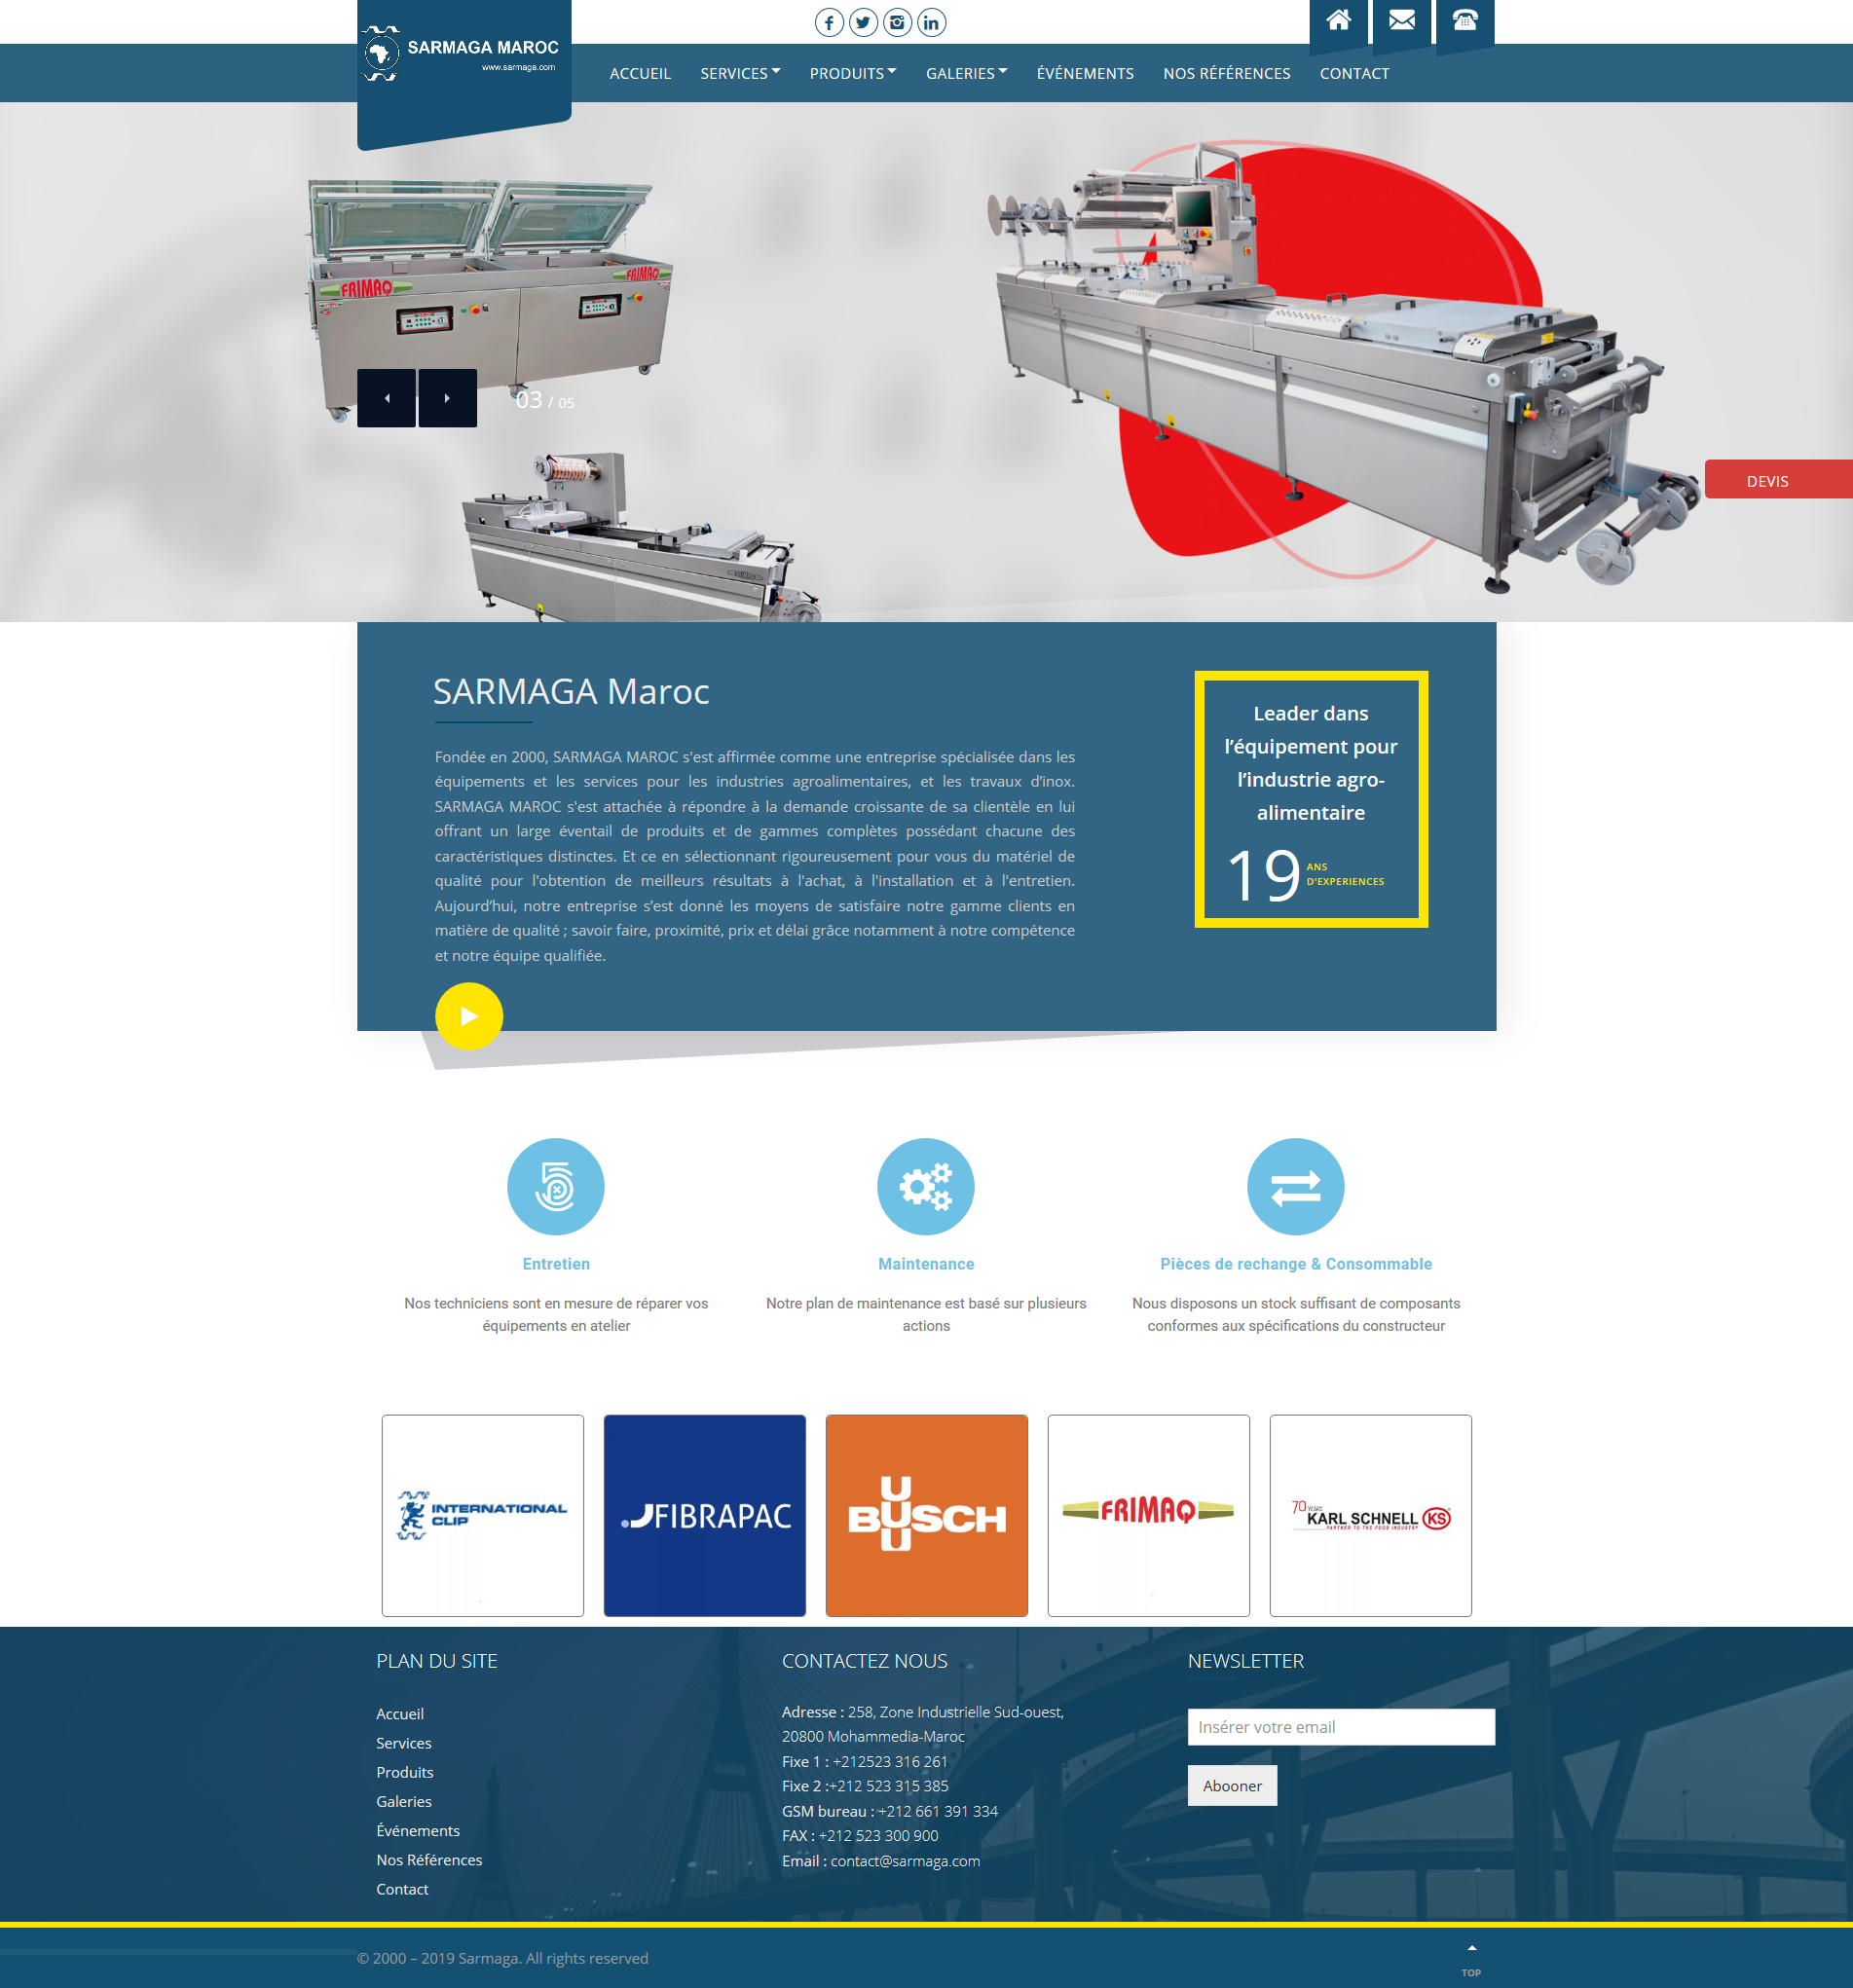 SARMAGA MAROC
www.sarmaga.com
ACCUEIL SERVICES PRODUITS GALERIES ÉVÉNEMENTS NOS RÉFÉRENCES CONTACT
FRIMAQ FRIMAQ
03 / 05
DEVIS
SARMAGA Maroc
Fondée en 2000, SARMAGA MAROC s'est affirmée comme une entreprise spécialisée dans les
équipements et les services pour les industries agroalimentaires, et les travaux d’inox.
SARMAGA MAROC s'est attachée à répondre à la demande croissante de sa clientèle en lui
offrant un large éventail de produits et de gammes complètes possédant chacune des
caractéristiques distinctes. Et ce en sélectionnant rigoureusement pour vous du matériel de
qualité pour l'obtention de meilleurs résultats à l'achat, à l'installation et à l'entretien.
Aujourd’hui, notre entreprise s’est donné les moyens de satisfaire notre gamme clients en
matière de qualité ; savoir faire, proximité, prix et délai grâce notamment à notre compétence
et notre équipe qualifiée.
Leader dans
l’équipement pour
l’industrie agro-
alimentaire
19 ANS
D'EXPERIENCES
Entretien
Nos techniciens sont en mesure de réparer vos
équipements en atelier
Maintenance
Notre plan de maintenance est basé sur plusieurs
actions
Pièces de rechange & Consommable
Nous disposons un stock suffisant de composants
conformes aux spécifications du constructeur
INTERNATIONAL
CLIP
FIBRAPAC
BUSCH
FRIMAQ
70 YEARS
KARL SCHNELL KS
PARTNER TO THE FOOD INDUSTRY
PLAN DU SITE
Accueil
Services
Produits
Galeries
Événements
Nos Références
Contact
CONTACTEZ NOUS
Adresse : 258, Zone Industrielle Sud-ouest,
20800 Mohammedia-Maroc
Fixe 1 : +212523 316 261
Fixe 2 :+212 523 315 385
GSM bureau : +212 661 391 334
FAX : +212 523 300 900
Email : contact@sarmaga.com
NEWSLETTER
Insérer votre email
Abooner
© 2000 – 2019 Sarmaga. All rights reserved
TOP